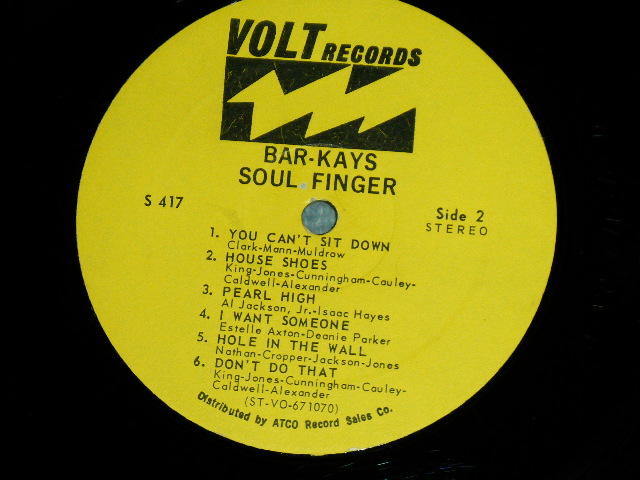 VOLT RECORDS
BAR-KAYS
SOUL FINGER
S 417
Side 2
STEREO
1. YOU CAN'T SIT DOWN
Clark-Mann-Muldrow
2. HOUSE SHOES
King-Jones-Cunningham-Cauley-
Caldwell-Alexander
3. PEARL HIGH
Al Jackson, Jr.-Isaac Hayes
4. I WANT SOMEONE
Estelle Axton-Deanie Parker
5. HOLE IN THE WALL
Nathan-Cropper-Jackson-Jones
6. DON'T DO THAT
King-Jones-Cunningham-Cauley-
Caldwell-Alexander
(ST-VO-671070)
Distributed by ATCO Record Sales Co.